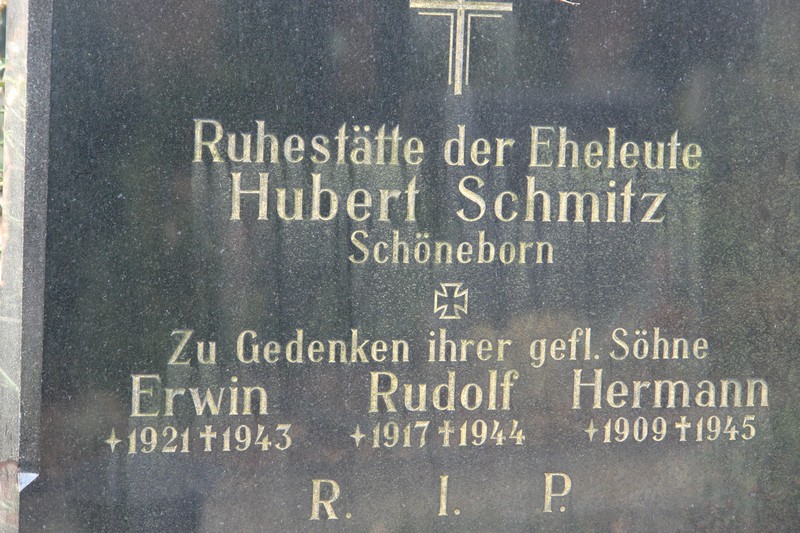 Ruhestätte der Eheleute
Hubert Schmitz
Schöneborn
Zu Gedenken ihrer gefl. Söhne
Erwin Rudolf Hermann
✦1921 ✝1943 ✦1917 ✝1944 ✦1909 ✝1945
R. I. P.